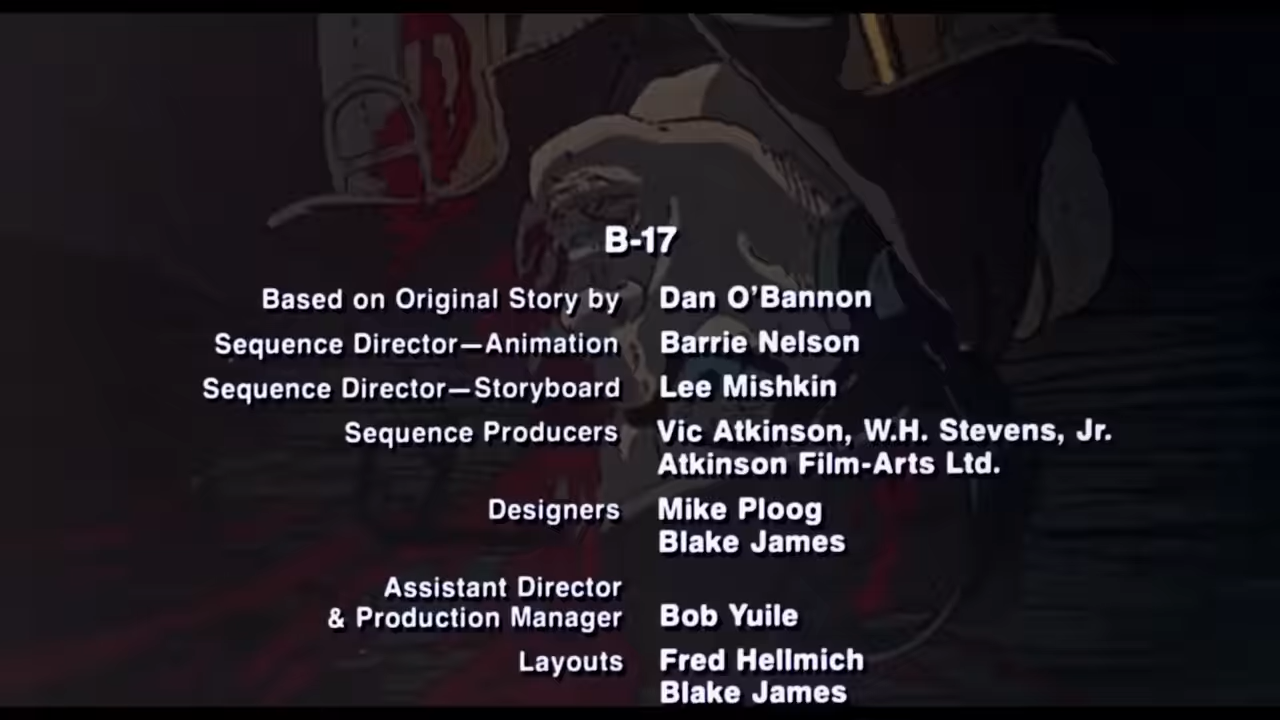 B-17
Based on Original Story by Dan O'Bannon
Sequence Director—Animation Barrie Nelson
Sequence Director—Storyboard Lee Mishkin
Sequence Producers Vic Atkinson, W.H. Stevens, Jr.
Atkinson Film-Arts Ltd.
Designers Mike Ploog
Blake James
Assistant Director
& Production Manager Bob Yuile
Layouts Fred Hellmich
Blake James